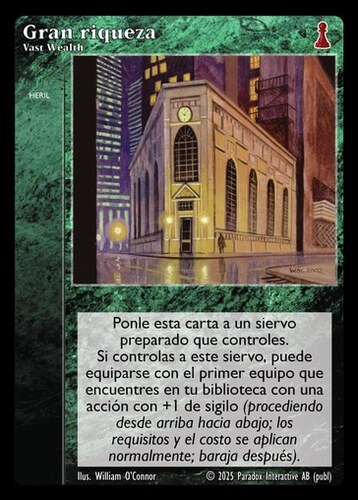 Gran riqueza
Vast Wealth
HERIL
W.O'C. 2002
Ponle esta carta a un siervo
preparado que controles.
Si controlas a este siervo, puede
equiparse con el primer equipo que
encuentres en tu biblioteca con una
acción con +1 de sigilo (procediendo
desde arriba hacia abajo; los
requisitos y el costo se aplican
normalmente; baraja después).
Ilus. William O'Connor © 2025 Paradox Interactive AB (publ)